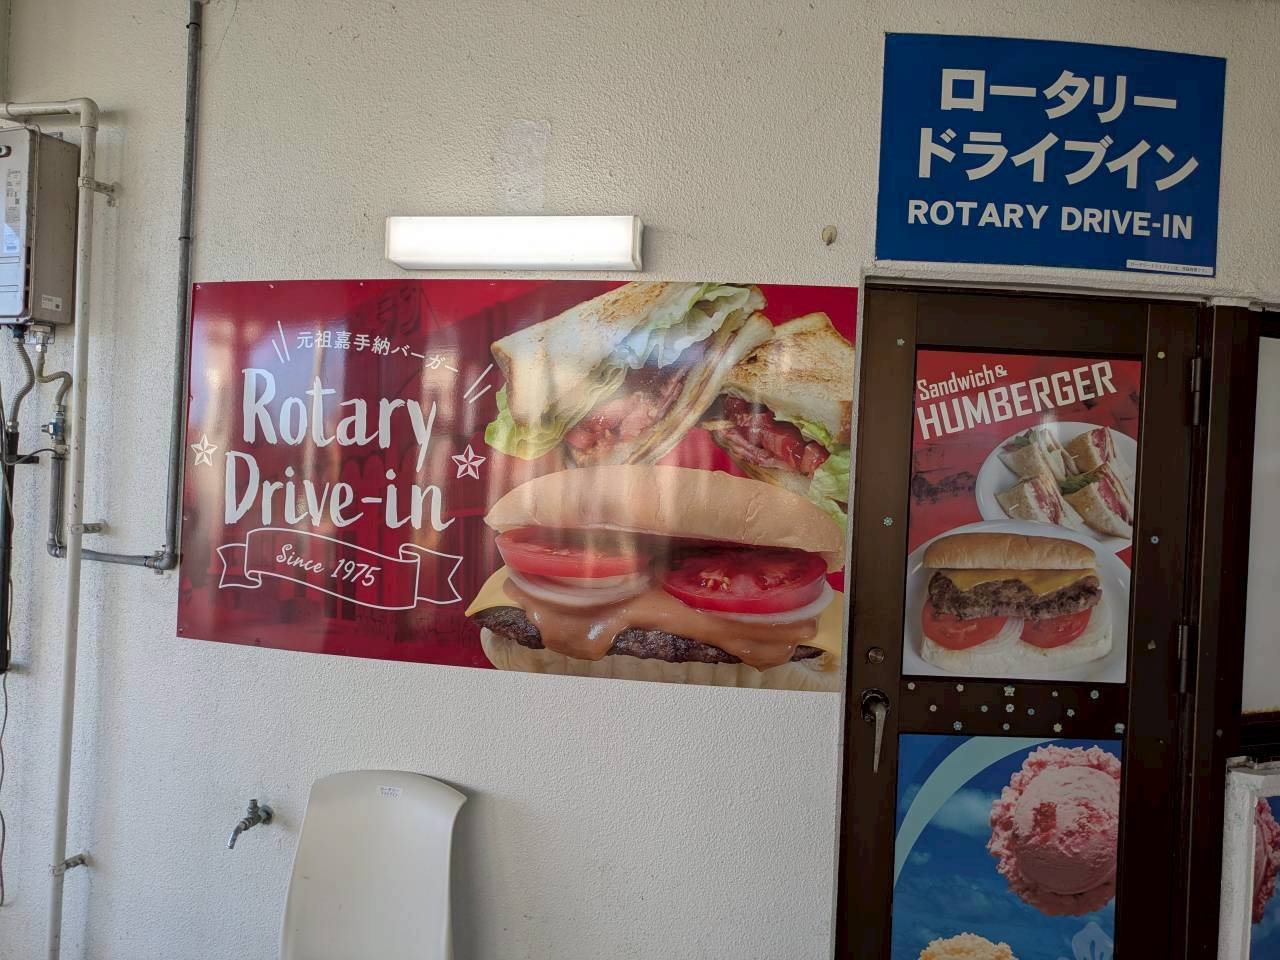 ロータリー
ドライブイン
ROTARY DRIVE-IN
元祖嘉手納バーガー
Rotary
Drive-in
Since 1975
Sandwich&
HUMBERGER